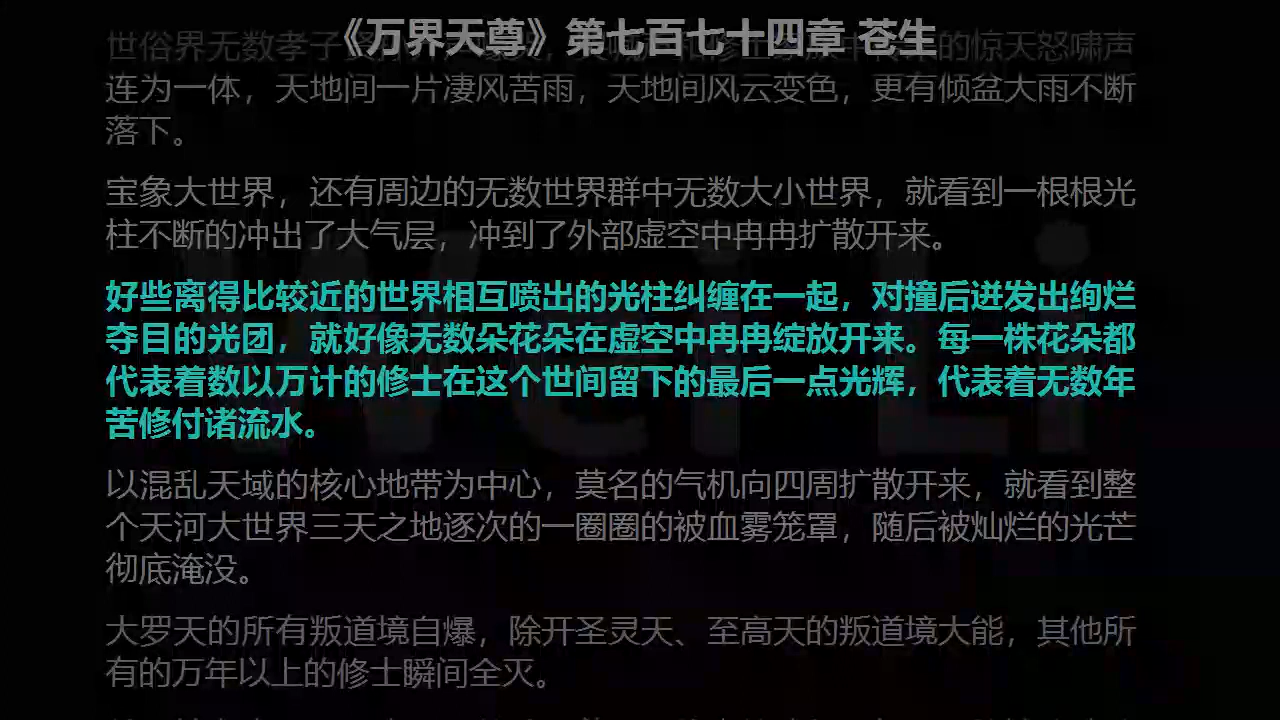 《万界天尊》第七百七十四章 苍生
世俗界无数孝子的惊天怒啸声
连为一体，天地间一片凄风苦雨，天地间风云变色，更有倾盆大雨不断
落下。
宝象大世界，还有周边的无数世界群中无数大小世界，就看到一根根光
柱不断的冲出了大气层，冲到了外部虚空中冉冉扩散开来。
好些离得比较近的世界相互喷出的光柱纠缠在一起，对撞后迸发出绚烂
夺目的光团，就好像无数朵花朵在虚空中冉冉绽放开来。每一株花朵都
代表着数以万计的修士在这个世间留下的最后一点光辉，代表着无数年
苦修付诸流水。
以混乱天域的核心地带为中心，莫名的气机向四周扩散开来，就看到整
个天河大世界三天之地逐次的一圈圈的被血雾笼罩，随后被灿烂的光芒
彻底淹没。
大罗天的所有叛道境自爆，除开圣灵天、至高天的叛道境大能，其他所
有的万年以上的修士瞬间全灭。
Wei Li